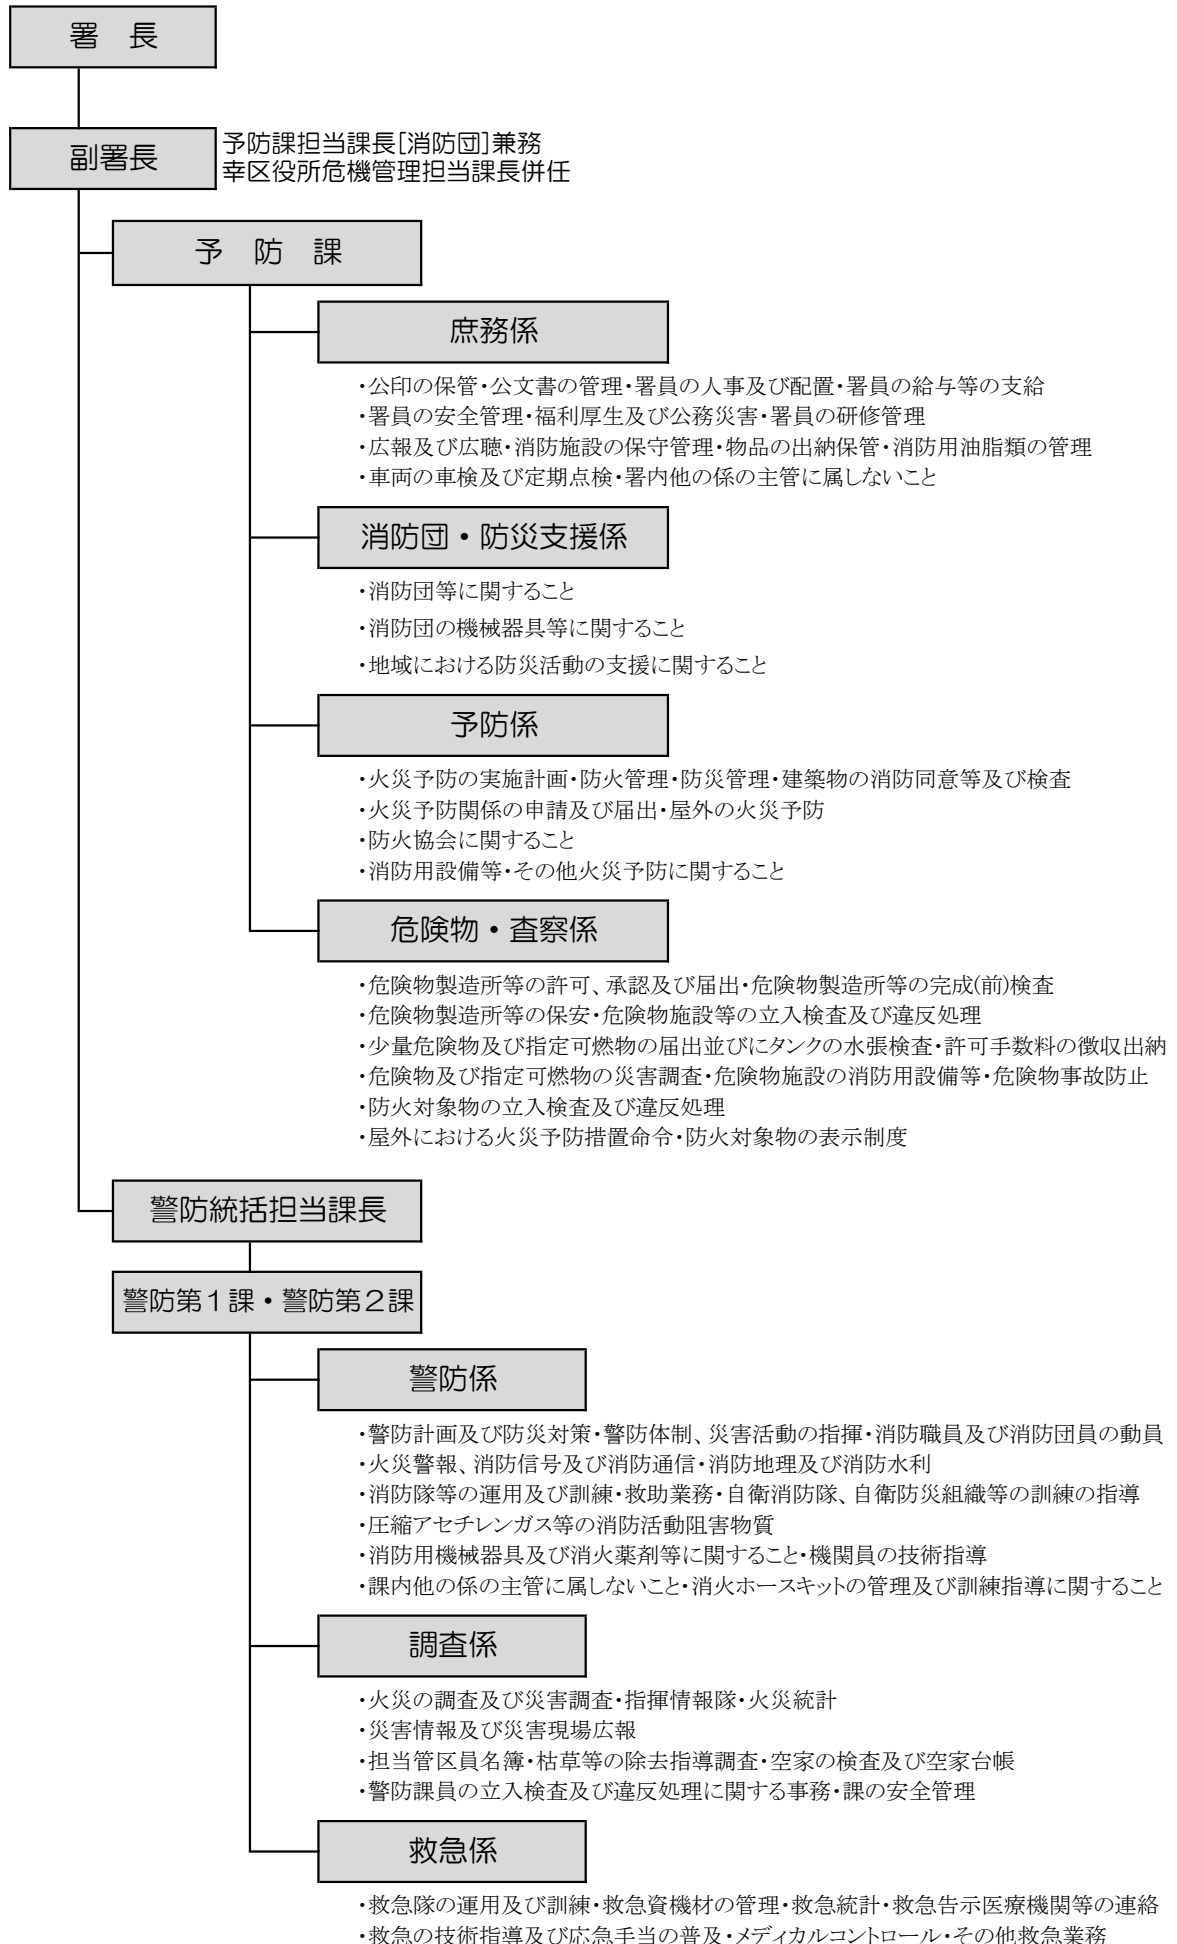 署　長
副署長
予防課担当課長[消防団]兼務
幸区役所危機管理担当課長併任
予　防　課
庶務係
・公印の保管・公文書の管理・署員の人事及び配置・署員の給与等の支給
・署員の安全管理・福利厚生及び公務災害・署員の研修管理
・広報及び広聴・消防施設の保守管理・物品の出納保管・消防用油脂類の管理
・車両の車検及び定期点検・署内他の係の主管に属しないこと
消防団・防災支援係
・消防団等に関すること
・消防団の機械器具等に関すること
・地域における防災活動の支援に関すること
予防係
・火災予防の実施計画・防火管理・防災管理・建築物の消防同意等及び検査
・火災予防関係の申請及び届出・屋外の火災予防
・防火協会に関すること
・消防用設備等・その他火災予防に関すること
危険物・査察係
・危険物製造所等の許可、承認及び届出・危険物製造所等の完成(前)検査
・危険物製造所等の保安・危険物施設等の立入検査及び違反処理
・少量危険物及び指定可燃物の届出並びにタンクの水張検査・許可手数料の徴収出納
・危険物及び指定可燃物の災害調査・危険物施設の消防用設備等・危険物事故防止
・防火対象物の立入検査及び違反処理
・屋外における火災予防措置命令・防火対象物の表示制度
警防統括担当課長
警防第１課・警防第２課
警防係
・警防計画及び防災対策・警防体制、災害活動の指揮・消防職員及び消防団員の動員
・火災警報、消防信号及び消防通信・消防地理及び消防水利
・消防隊等の運用及び訓練・救助業務・自衛消防隊、自衛防災組織等の訓練の指導
・圧縮アセチレンガス等の消防活動阻害物質
・消防用機械器具及び消火薬剤等に関すること・機関員の技術指導
・課内他の係の主管に属しないこと・消火ホースキットの管理及び訓練指導に関すること
調査係
・火災の調査及び災害調査・指揮情報隊・火災統計
・災害情報及び災害現場広報
・担当管区員名簿・枯草等の除去指導調査・空家の検査及び空家台帳
・警防課員の立入検査及び違反処理に関する事務・課の安全管理
救急係
・救急隊の運用及び訓練・救急資機材の管理・救急統計・救急告示医療機関等の連絡
・救急の技術指導及び応急手当の普及・メディカルコントロール・その他救急業務